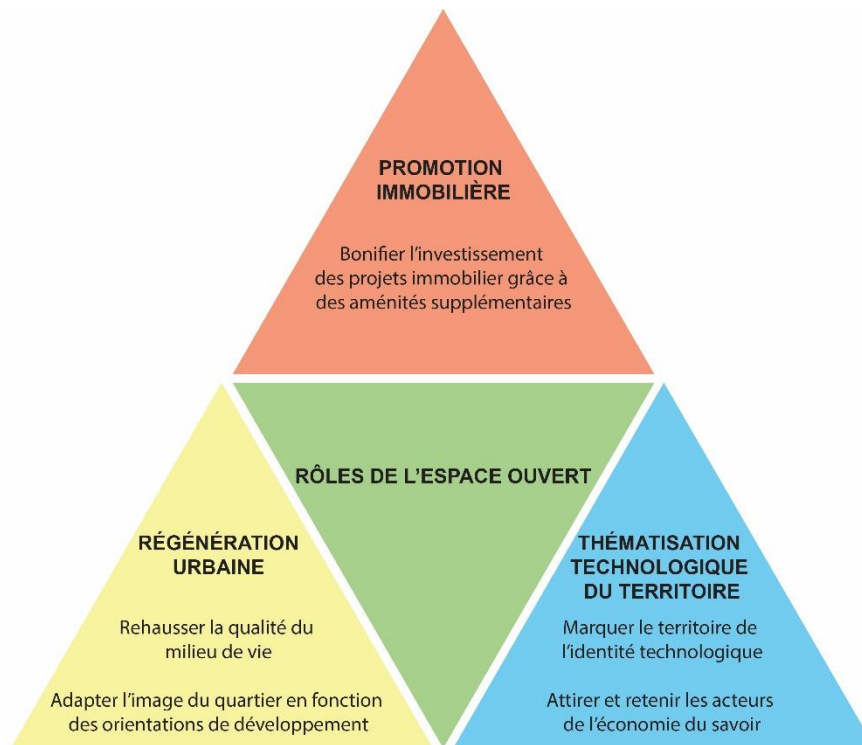 PROMOTION
IMMOBILIÈRE
Bonifier l'investissement
des projets immobilier grâce à
des aménités supplémentaires
RÔLES DE L'ESPACE OUVERT
RÉGÉNÉRATION
URBAINE
Rehausser la qualité du
milieu de vie
Adapter l'image du quartier en fonction
des orientations de développement
THÉMATISATION
TECHNOLOGIQUE
DU TERRITOIRE
Marquer le territoire de
l'identité technologique
Attirer et retenir les acteurs
de l'économie du savoir